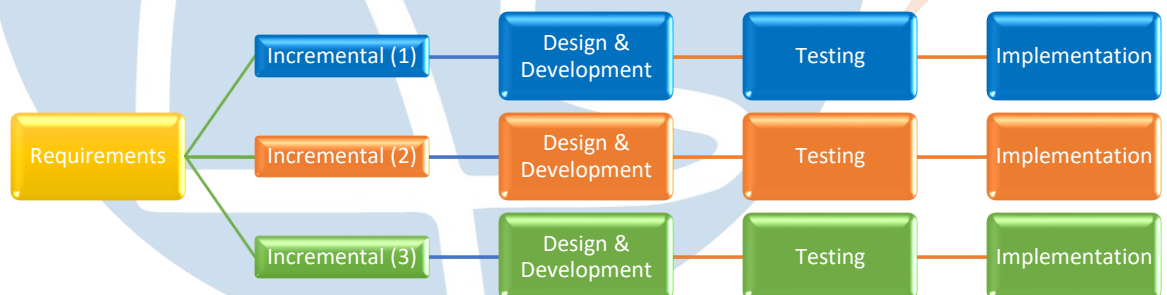 Requirements
Incremental (1)
Design &
Development
Testing
Implementation
Incremental (2)
Design &
Development
Testing
Implementation
Incremental (3)
Design &
Development
Testing
Implementation